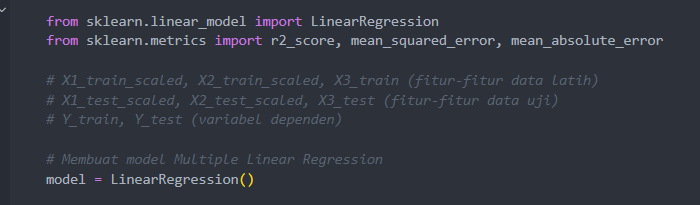 from sklearn.linear_model import LinearRegression
from sklearn.metrics import r2_score, mean_squared_error, mean_absolute_error
# X1_train_scaled, X2_train_scaled, X3_train (fitur-fitur data latih)
# X1_test_scaled, X2_test_scaled, X3_test (fitur-fitur data uji)
# Y_train, Y_test (variabel dependen)
# Membuat model Multiple Linear Regression
model = LinearRegression()